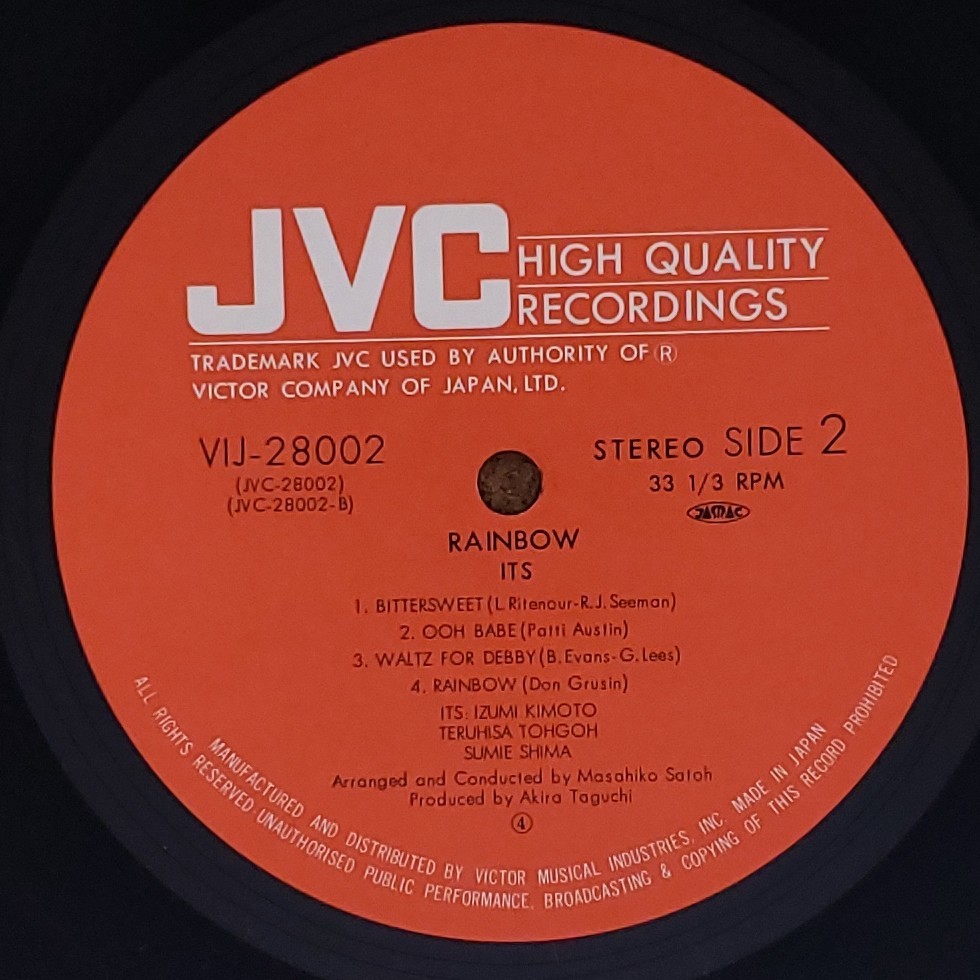 JVC HIGH QUALITY
RECORDINGS
TRADEMARK JVC USED BY AUTHORITY OF Ⓡ
VICTOR COMPANY OF JAPAN, LTD.
VIJ-28002
(JVC-28002)
(JVC-28002-B)
STEREO SIDE 2
33 1/3 RPM
JASRAC
RAINBOW
ITS
1. BITTERSWEET (L. Ritenour-R.J. Seeman)
2. OOH BABE (Patti Austin)
3. WALTZ FOR DEBBY (B. Evans-G. Lees)
4. RAINBOW (Don Grusin)
ITS: IZUMI KIMOTO
TERUHISA TOHGOH
SUMIE SHIMA
Arranged and Conducted by Masahiko Satoh
Produced by Akira Taguchi
④
MANUFACTURED AND DISTRIBUTED BY VICTOR MUSICAL INDUSTRIES, INC. MADE IN JAPAN
ALL RIGHTS RESERVED. UNAUTHORISED PUBLIC PERFORMANCE, BROADCASTING & COPYING OF THIS RECORD PROHIBITED